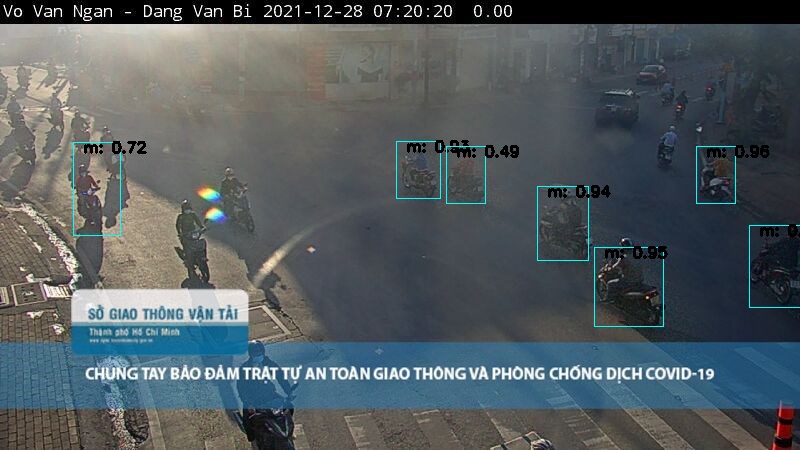 Vo Van Ngan - Dang Van Bi 2021-12-28 07:20:20 0.00
m: 0.72
m: 0.93
m: 0.49
m: 0.96
m: 0.94
m: 0.95
SỞ GIAO THÔNG VẬN TẢI
Thành phố Hồ Chí Minh
CHUNG TAY BẢO ĐẢM TRẬT TỰ AN TOÀN GIAO THÔNG VÀ PHÒNG CHỐNG DỊCH COVID-19